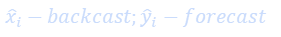 x̂ᵢ – backcast; ŷᵢ – forecast